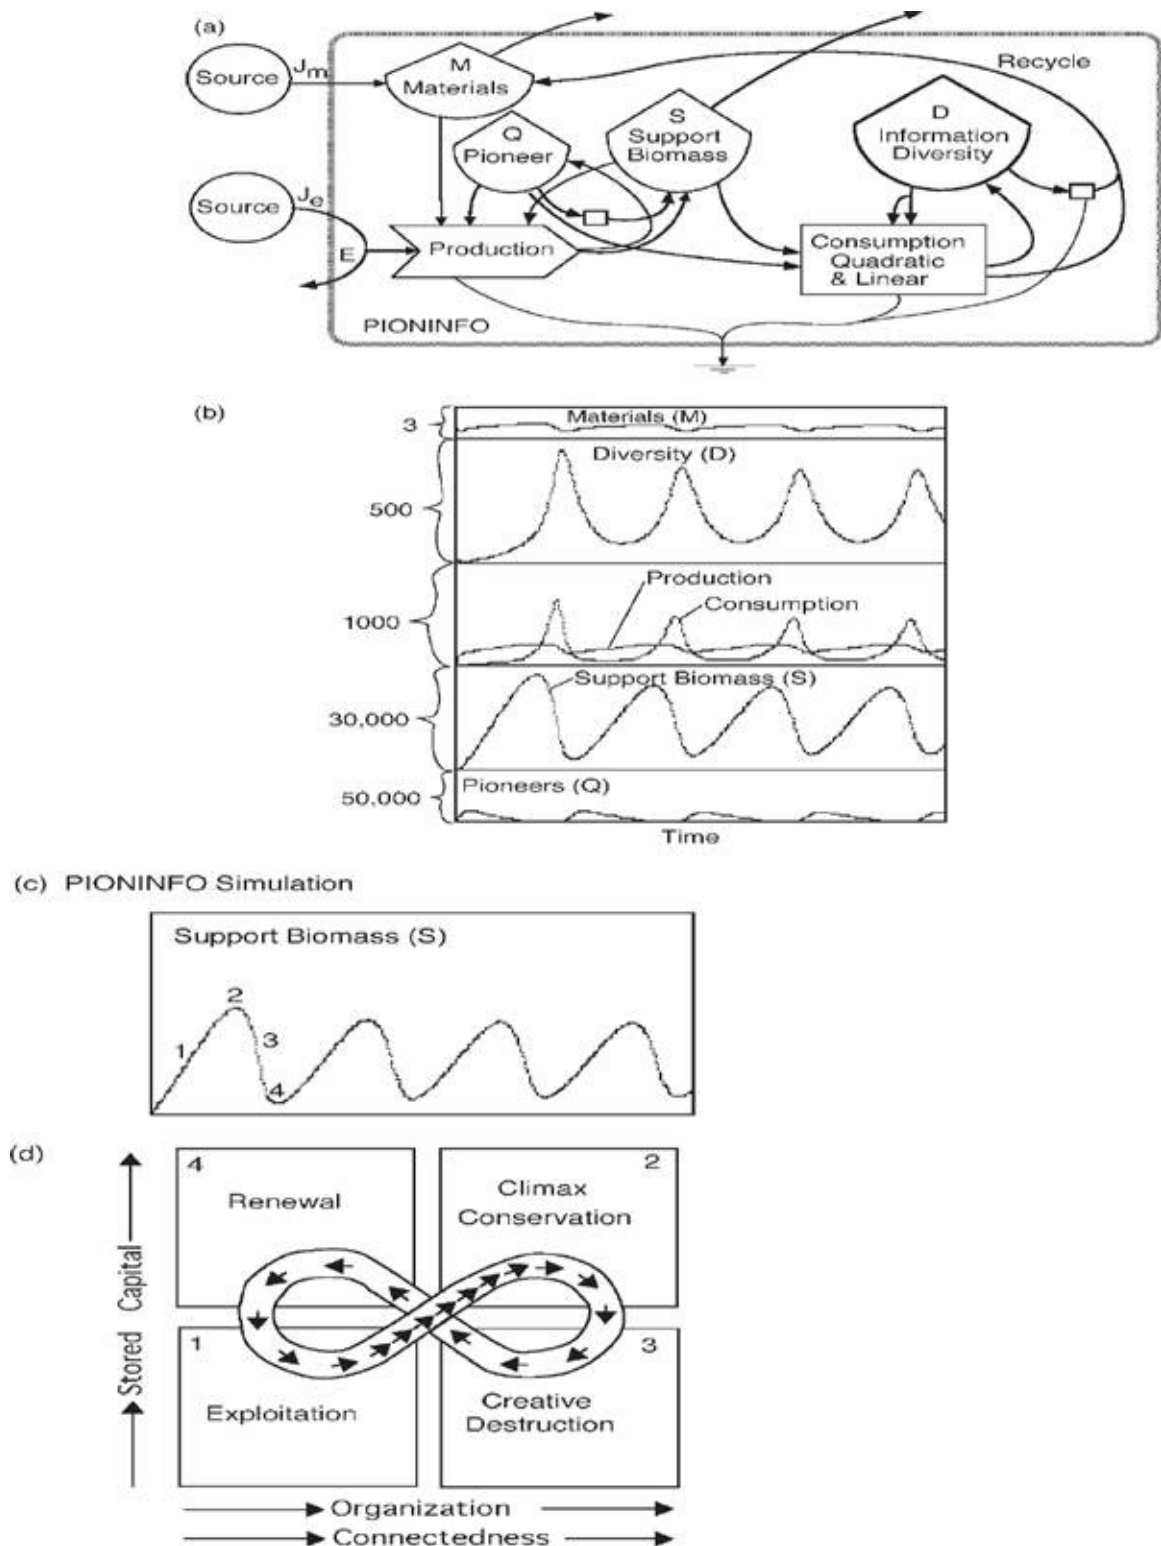 (a)
Source
Jm
M
Materials
Recycle
Q
Pioneer
S
Support
Biomass
D
Information
Diversity
Source
Je
E
Production
Consumption
Quadratic
& Linear
PIONINFO
(b)
3
Materials (M)
Diversity (D)
500
Production
Consumption
1000
Support Biomass (S)
30,000
Pioneers (Q)
50,000
Time
(c) PIONINFO Simulation
Support Biomass (S)
2
1
3
4
(d)
4
Renewal
2
Climax
Conservation
1
Exploitation
3
Creative
Destruction
Stored Capital
Organization
Connectedness